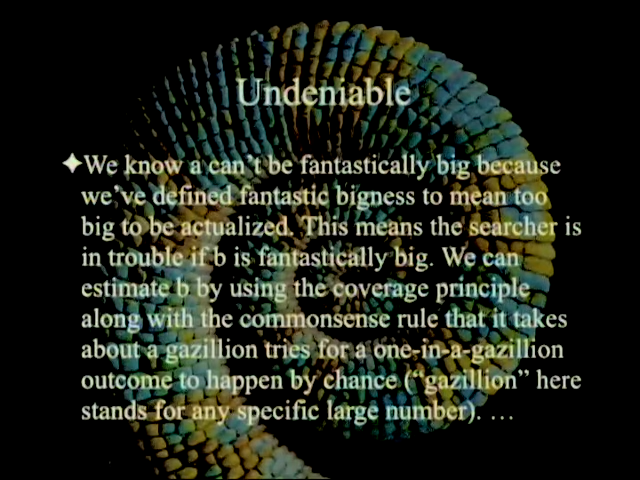 Undeniable
✦We know a can't be fantastically big because
we've defined fantastic bigness to mean too
big to be actualized. This means the searcher is
in trouble if b is fantastically big. We can
estimate b by using the coverage principle
along with the commonsense rule that it takes
about a gazillion tries for a one-in-a-gazillion
outcome to happen by chance ("gazillion" here
stands for any specific large number). …